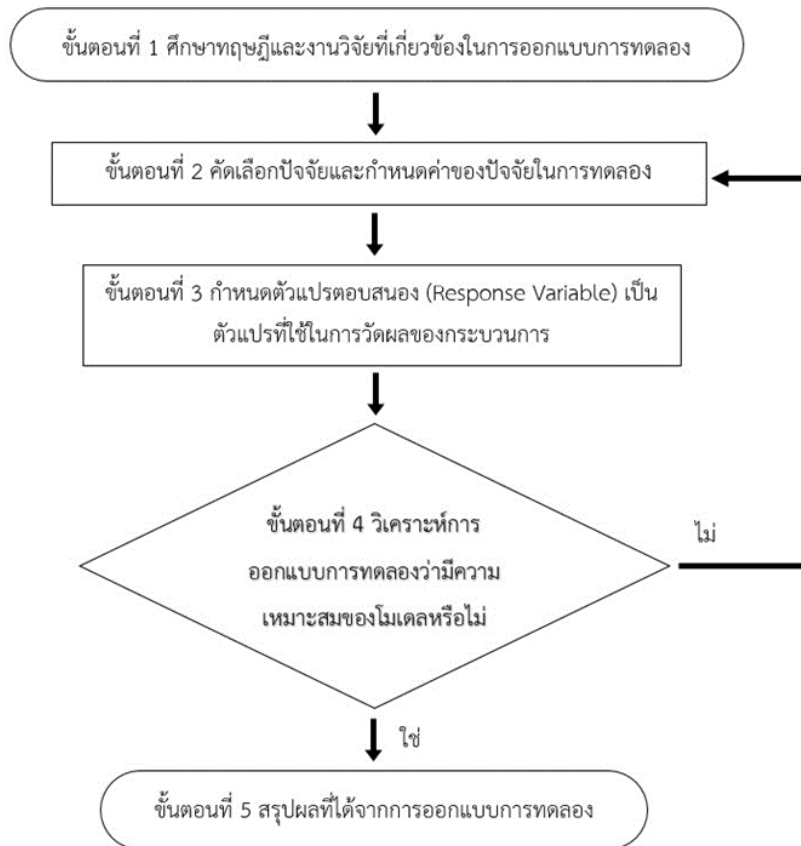 ขั้นตอนที่ 1 ศึกษาทฤษฎีและงานวิจัยที่เกี่ยวข้องในการออกแบบการทดลอง
ขั้นตอนที่ 2 คัดเลือกปัจจัยและกำหนดค่าของปัจจัยในการทดลอง
ขั้นตอนที่ 3 กำหนดตัวแปรตอบสนอง (Response Variable) เป็น
ตัวแปรที่ใช้ในการวัดผลของกระบวนการ
ขั้นตอนที่ 4 วิเคราะห์การ
ออกแบบการทดลองว่ามีความ
เหมาะสมของโมเดลหรือไม่
ไม่
ใช่
ขั้นตอนที่ 5 สรุปผลที่ได้จากการออกแบบการทดลอง